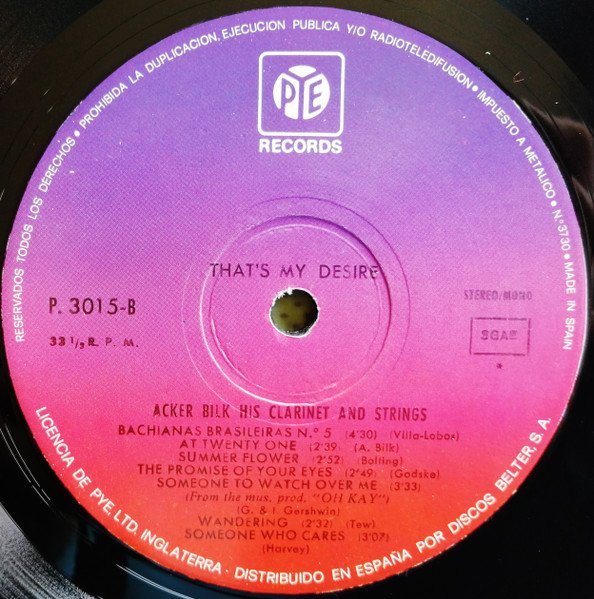 RESERVADOS TODOS LOS DERECHOS • PROHIBIDA LA DUPLICACION, EJECUCION PUBLICA Y/O RADIOTELEDIFUSION • IMPUESTO A METALICO • N.º 3730 • MADE IN SPAIN
PYE
RECORDS
THAT'S MY DESIRE
P. 3015-B
STEREO/MONO
33 1/3 R. P. M.
SGAE
*
ACKER BILK HIS CLARINET AND STRINGS
BACHIANAS BRASILEIRAS N.º 5 (4'30) (Villa-Lobos)
AT TWENTY ONE (2'39) (A. Bilk)
SUMMER FLOWER (2'52) (Bolting)
THE PROMISE OF YOUR EYES (2'49) (Godske)
SOMEONE TO WATCH OVER ME (3'33)
(From the mus. prod. "OH KAY")
(G. & I. Gershwin)
WANDERING (2'32) (Tew)
SOMEONE WHO CARES (3'07)
(Harvey)
LICENCIA DE PYE LTD. INGLATERRA - DISTRIBUIDO EN ESPAÑA POR DISCOS BELTER, S.A.